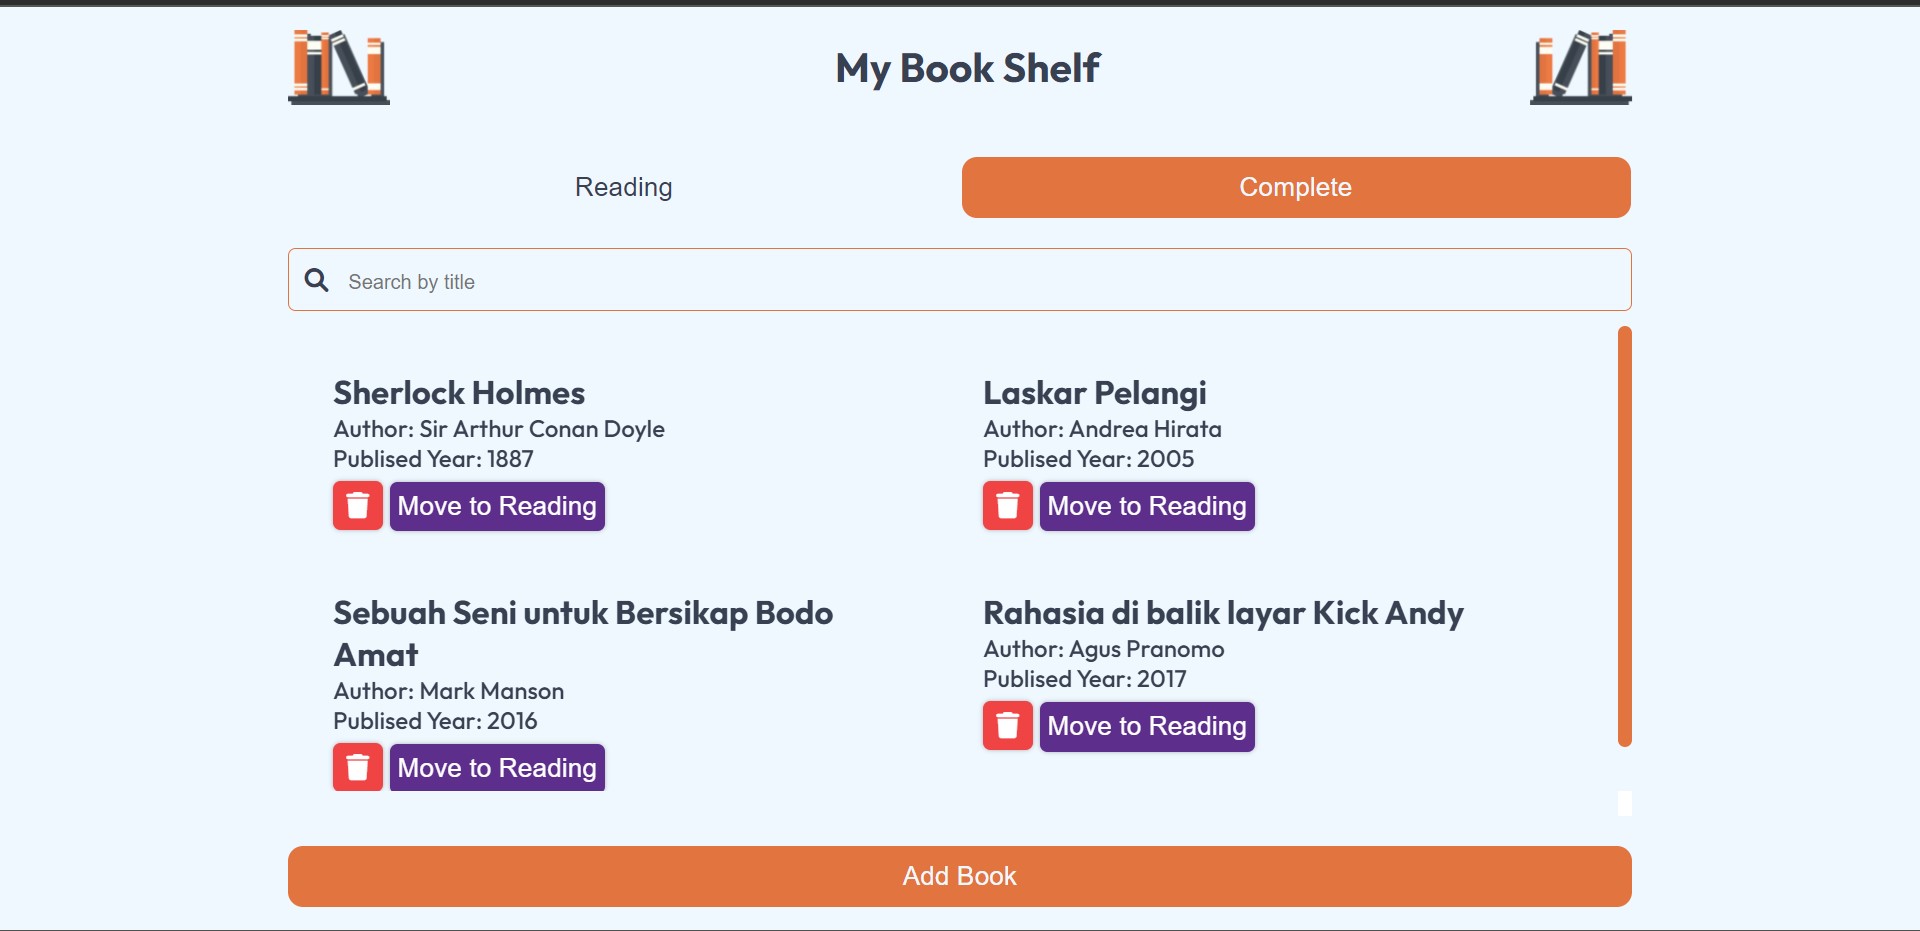 My Book Shelf
Reading
Complete
Search by title
Sherlock Holmes
Author: Sir Arthur Conan Doyle
Publised Year: 1887
Move to Reading
Laskar Pelangi
Author: Andrea Hirata
Publised Year: 2005
Move to Reading
Sebuah Seni untuk Bersikap Bodo
Amat
Author: Mark Manson
Publised Year: 2016
Move to Reading
Rahasia di balik layar Kick Andy
Author: Agus Pranomo
Publised Year: 2017
Move to Reading
Add Book